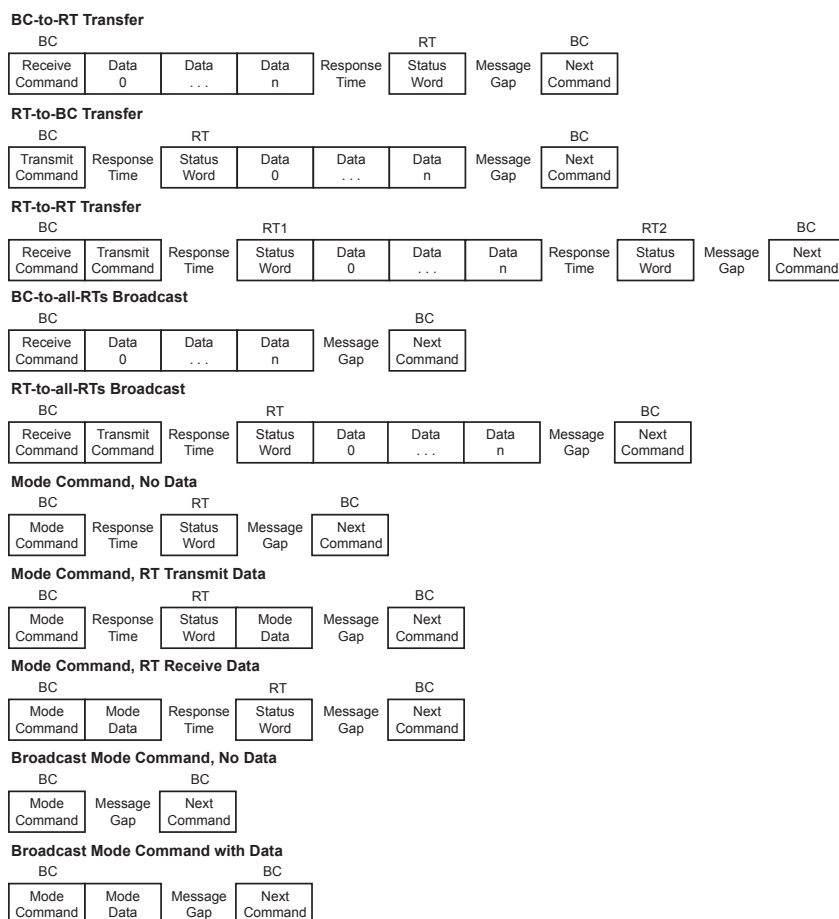 BC-to-RT Transfer
BC RT BC
Receive Data Data Data Response Status Message Next
Command 0 . . . n Time Word Gap Command
RT-to-BC Transfer
BC RT BC
Transmit Response Status Data Data Data Message Next
Command Time Word 0 . . . n Gap Command
RT-to-RT Transfer
BC RT1 RT2 BC
Receive Transmit Response Status Data Data Data Response Status Message Next
Command Command Time Word 0 . . . n Time Word Gap Command
BC-to-all-RTs Broadcast
BC BC
Receive Data Data Data Message Next
Command 0 . . . n Gap Command
RT-to-all-RTs Broadcast
BC RT BC
Receive Transmit Response Status Data Data Data Message Next
Command Command Time Word 0 . . . n Gap Command
Mode Command, No Data
BC RT BC
Mode Response Status Message Next
Command Time Word Gap Command
Mode Command, RT Transmit Data
BC RT BC
Mode Response Status Mode Message Next
Command Time Word Data Gap Command
Mode Command, RT Receive Data
BC RT BC
Mode Mode Response Status Message Next
Command Data Time Word Gap Command
Broadcast Mode Command, No Data
BC BC
Mode Message Next
Command Gap Command
Broadcast Mode Command with Data
BC BC
Mode Mode Message Next
Command Data Gap Command